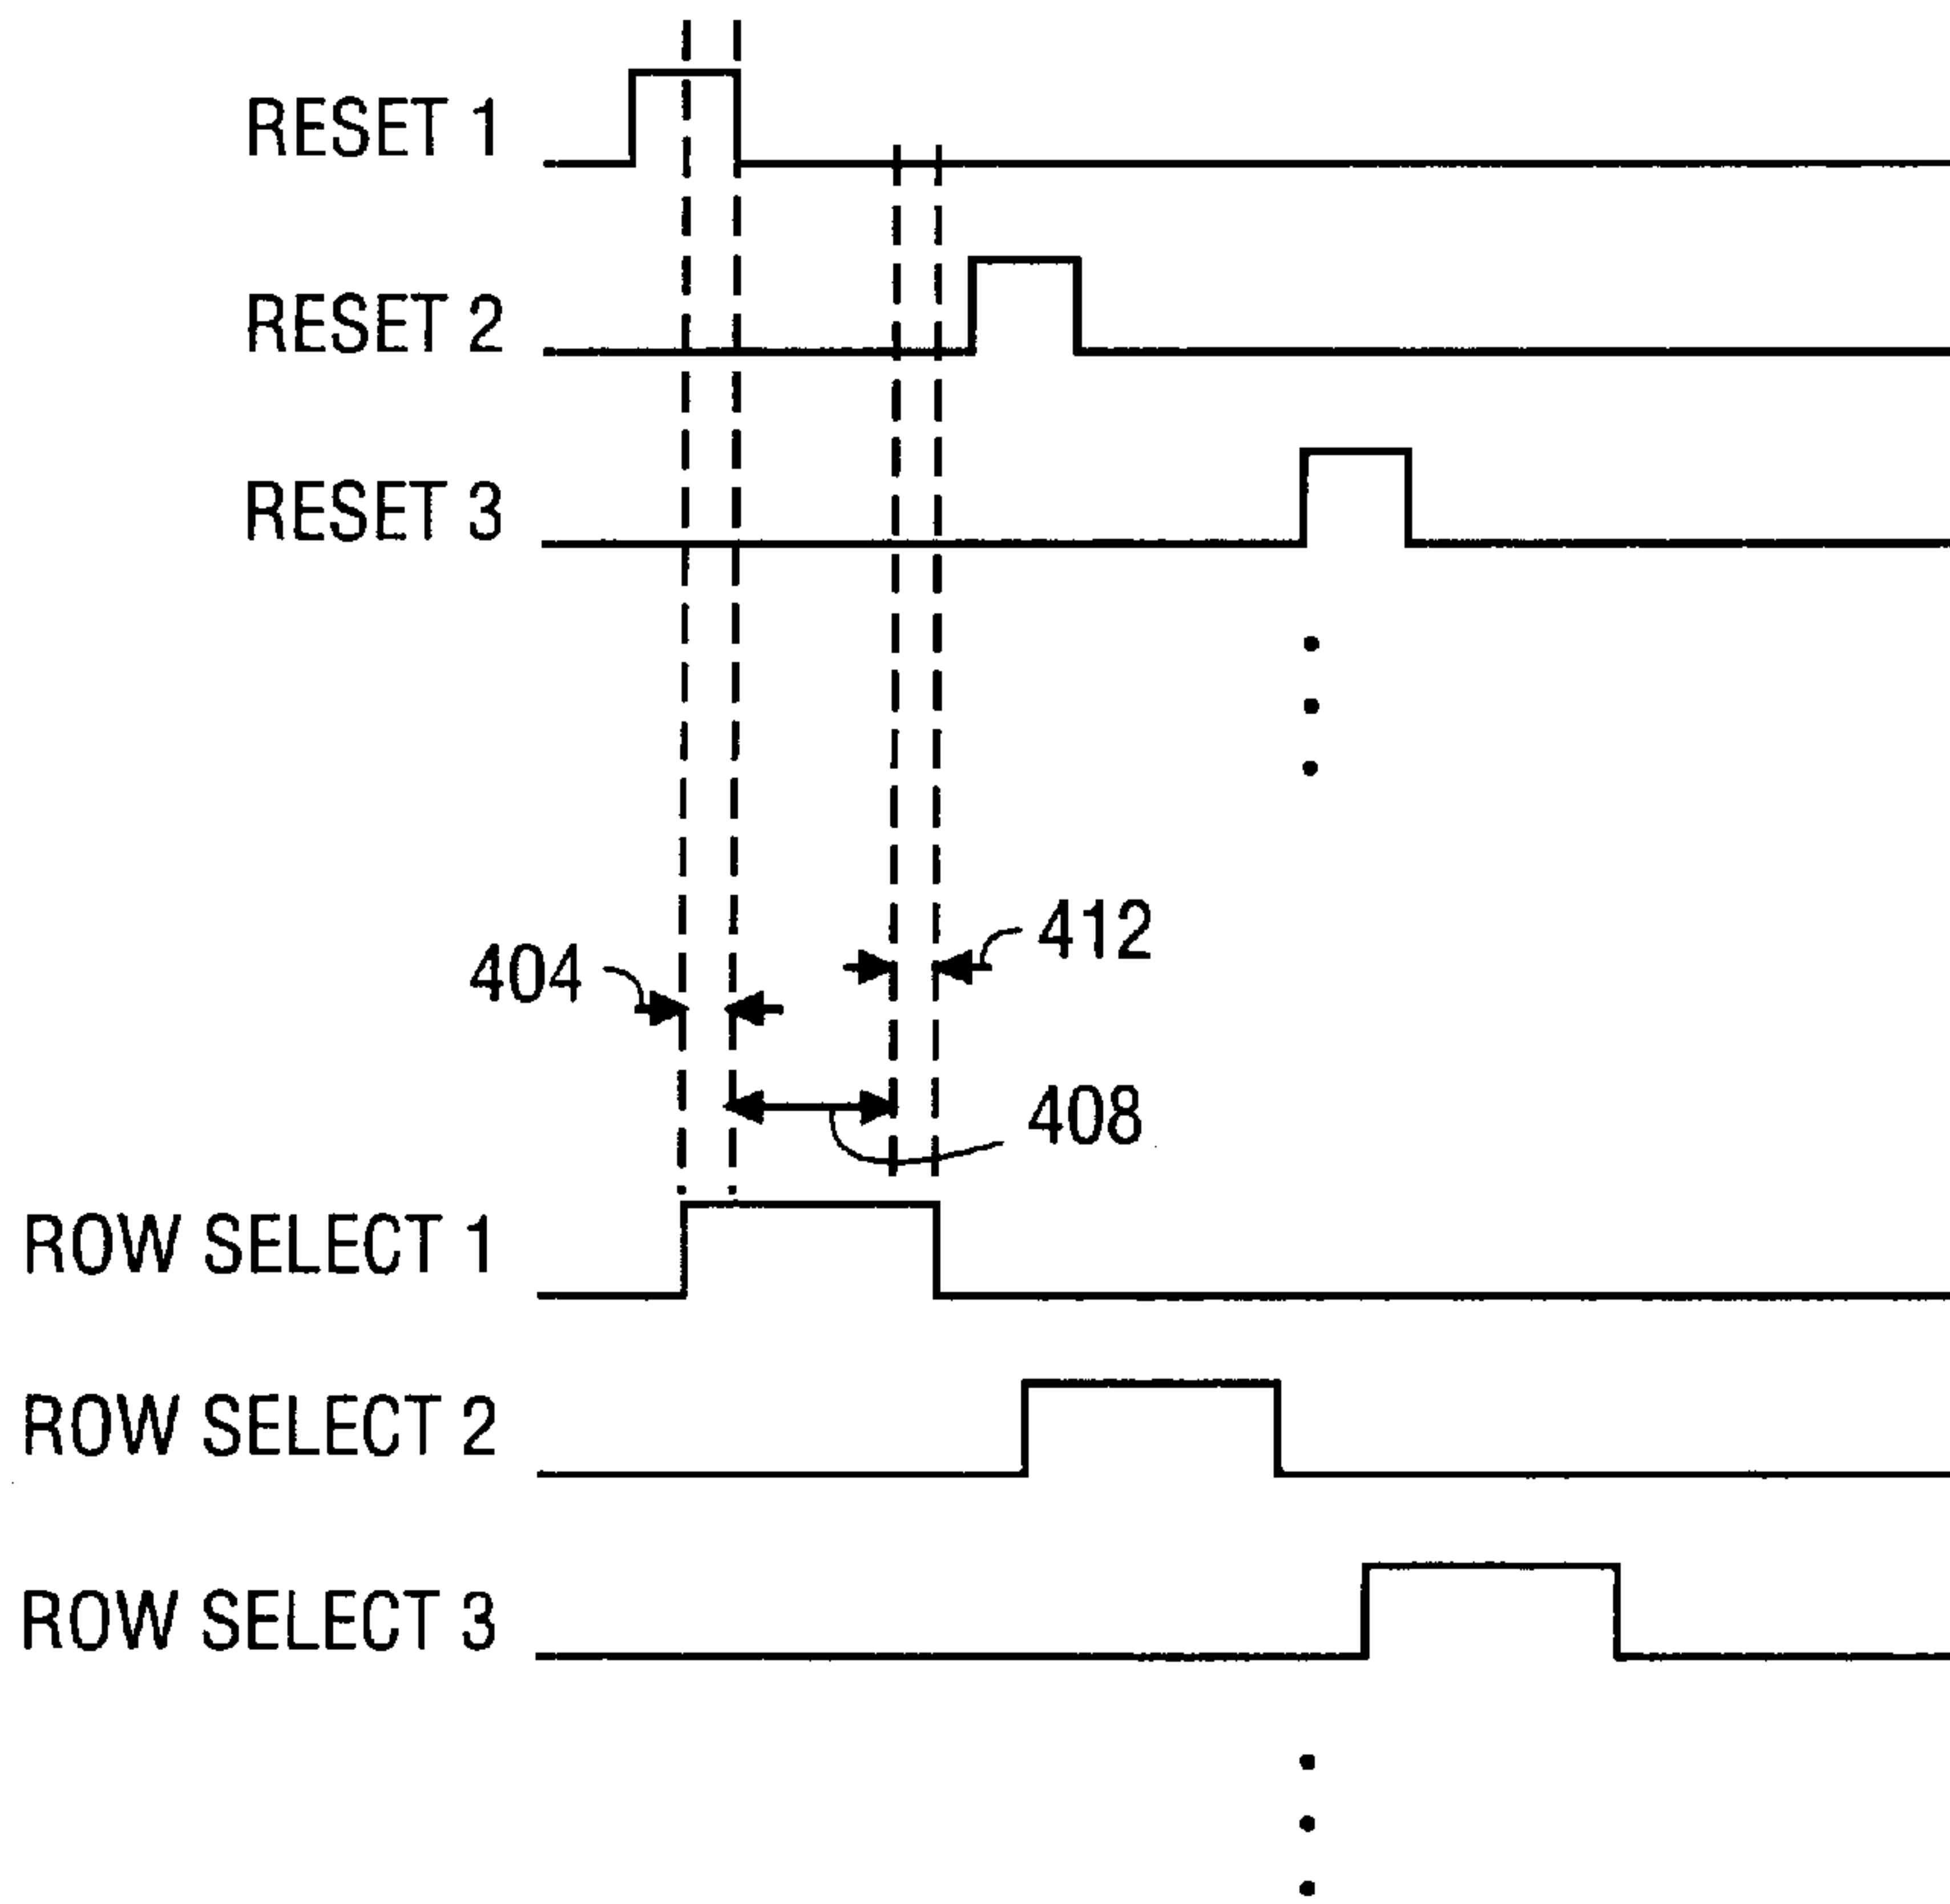 RESET 1
RESET 2
RESET 3
412
404
408
ROW SELECT 1
ROW SELECT 2
ROW SELECT 3